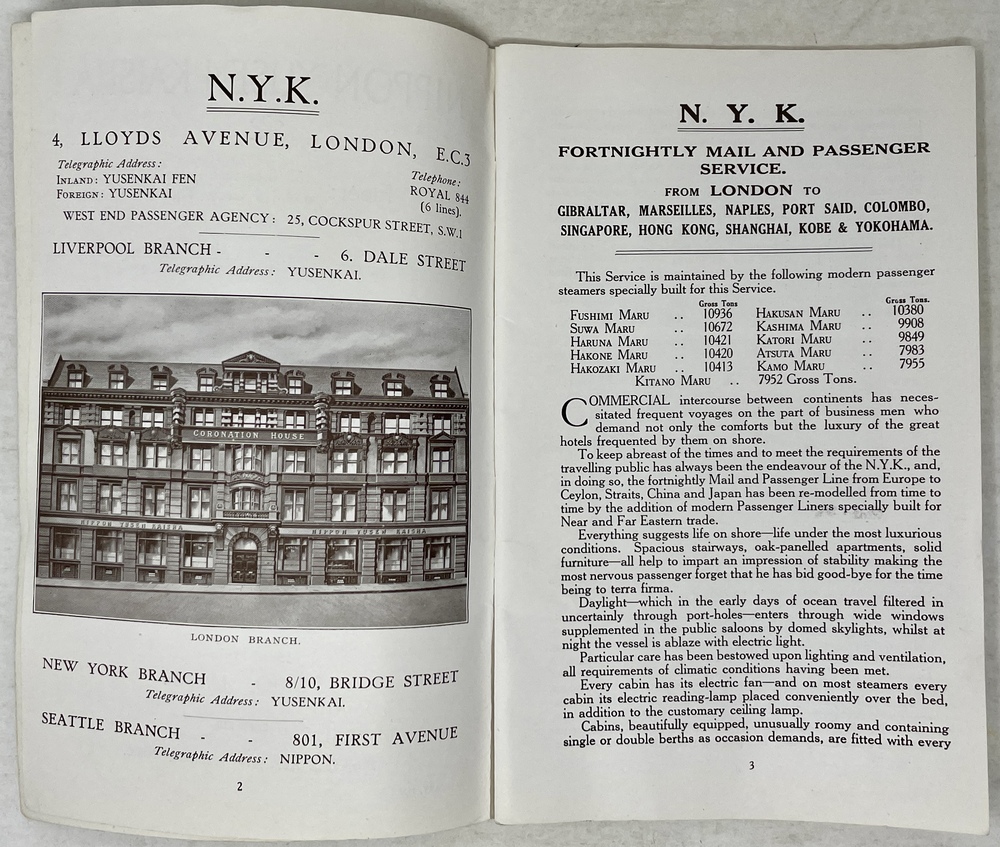 N.Y.K.
4, LLOYDS AVENUE, LONDON, E.C.3
Telegraphic Address:
INLAND: YUSENKAI FEN
FOREIGN: YUSENKAI
Telephone:
ROYAL 844
(6 lines).
WEST END PASSENGER AGENCY: 25, COCKSPUR STREET, S.W.1
LIVERPOOL BRANCH - - - 6. DALE STREET
Telegraphic Address: YUSENKAI.
CORONATION HOUSE
NIPPON YUSEN KAISHA
NIPPON YUSEN KAISHA
LONDON BRANCH.
NEW YORK BRANCH - 8/10, BRIDGE STREET
Telegraphic Address: YUSENKAI.
SEATTLE BRANCH - - 801, FIRST AVENUE
Telegraphic Address: NIPPON.
2
N. Y. K.
FORTNIGHTLY MAIL AND PASSENGER
SERVICE.
FROM LONDON TO
GIBRALTAR, MARSEILLES, NAPLES, PORT SAID, COLOMBO,
SINGAPORE, HONG KONG, SHANGHAI, KOBE & YOKOHAMA.
This Service is maintained by the following modern passenger
steamers specially built for this Service.
Gross Tons Gross Tons.
FUSHIMI MARU .. 10936 HAKUSAN MARU .. 10380
SUWA MARU .. 10672 KASHIMA MARU .. 9908
HARUNA MARU .. 10421 KATORI MARU .. 9849
HAKONE MARU .. 10420 ATSUTA MARU .. 7983
HAKOZAKI MARU .. 10413 KAMO MARU .. 7955
KITANO MARU .. 7952 Gross Tons.
COMMERCIAL intercourse between continents has neces-
sitated frequent voyages on the part of business men who
demand not only the comforts but the luxury of the great
hotels frequented by them on shore.
To keep abreast of the times and to meet the requirements of the
travelling public has always been the endeavour of the N.Y.K., and,
in doing so, the fortnightly Mail and Passenger Line from Europe to
Ceylon, Straits, China and Japan has been re-modelled from time to
time by the addition of modern Passenger Liners specially built for
Near and Far Eastern trade.
Everything suggests life on shore—life under the most luxurious
conditions. Spacious stairways, oak-panelled apartments, solid
furniture—all help to impart an impression of stability making the
most nervous passenger forget that he has bid good-bye for the time
being to terra firma.
Daylight—which in the early days of ocean travel filtered in
uncertainly through port-holes—enters through wide windows
supplemented in the public saloons by domed skylights, whilst at
night the vessel is ablaze with electric light.
Particular care has been bestowed upon lighting and ventilation,
all requirements of climatic conditions having been met.
Every cabin has its electric fan—and on most steamers every
cabin its electric reading-lamp placed conveniently over the bed,
in addition to the customary ceiling lamp.
Cabins, beautifully equipped, unusually roomy and containing
single or double berths as occasion demands, are fitted with every
3